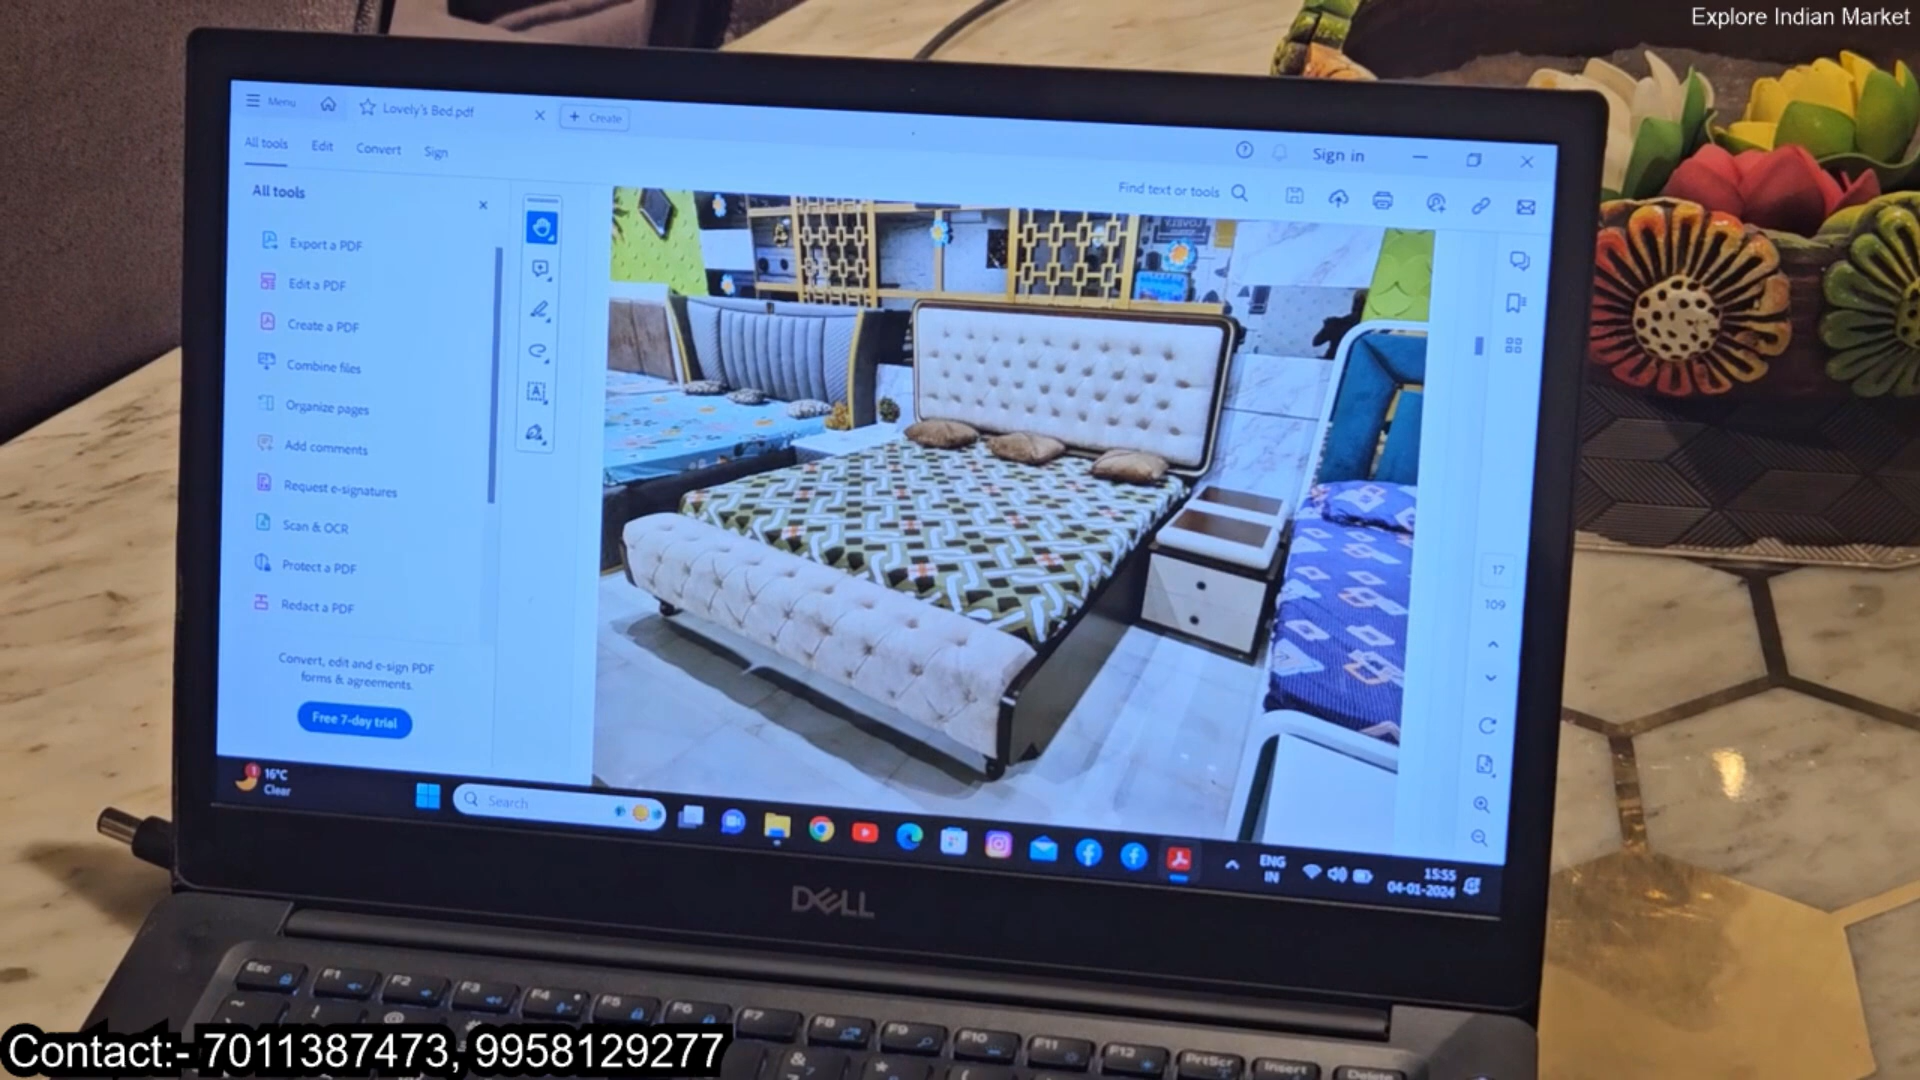 Explore Indian Market
Menu
Lovely's Bed.pdf
Create
All tools
Edit
Convert
Sign
Sign in
Find text or tools
All tools
Export a PDF
Edit a PDF
Create a PDF
Combine files
Organize pages
Add comments
Request e-signatures
Scan & OCR
Protect a PDF
Redact a PDF
Convert, edit and e-sign PDF
forms & agreements.
Free 7-day trial
LOVELY
17
109
1
16°C
Clear
Search
ENG
IN
15:55
04-01-2024
DELL
Esc
F1
F2
F3
F4
F5
F6
F7
F8
F9
F10
F11
F12
PrtScr
Insert
Delete
~
!
@
&
7
*
(
Contact:- 7011387473, 9958129277